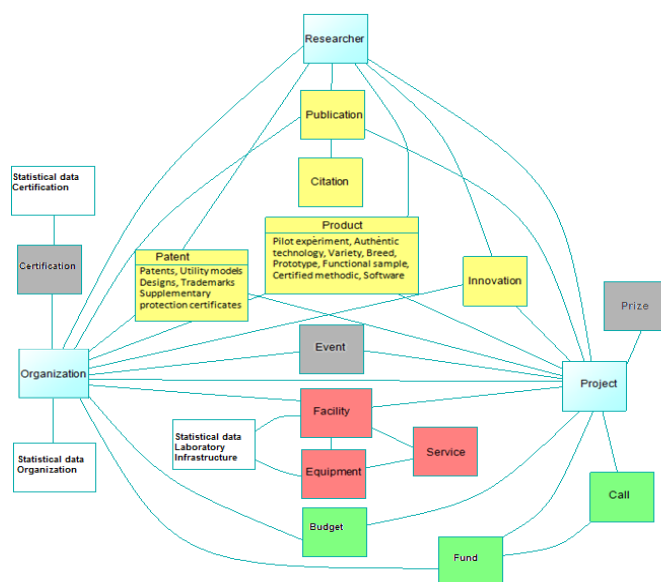 Researcher
Publication
Statistical data
Certification
Citation
Product
Pilot experiment, Authentic
technology, Variety, Breed,
Prototype, Functional sample,
Certified methodic, Software
Patent
Patents, Utility models
Designs, Trademarks
Supplementary
protection certificates
Certification
Innovation
Prize
Event
Organization
Project
Facility
Statistical data
Laboratory
Infrastructure
Service
Statistical data
Organization
Equipment
Call
Budget
Fund